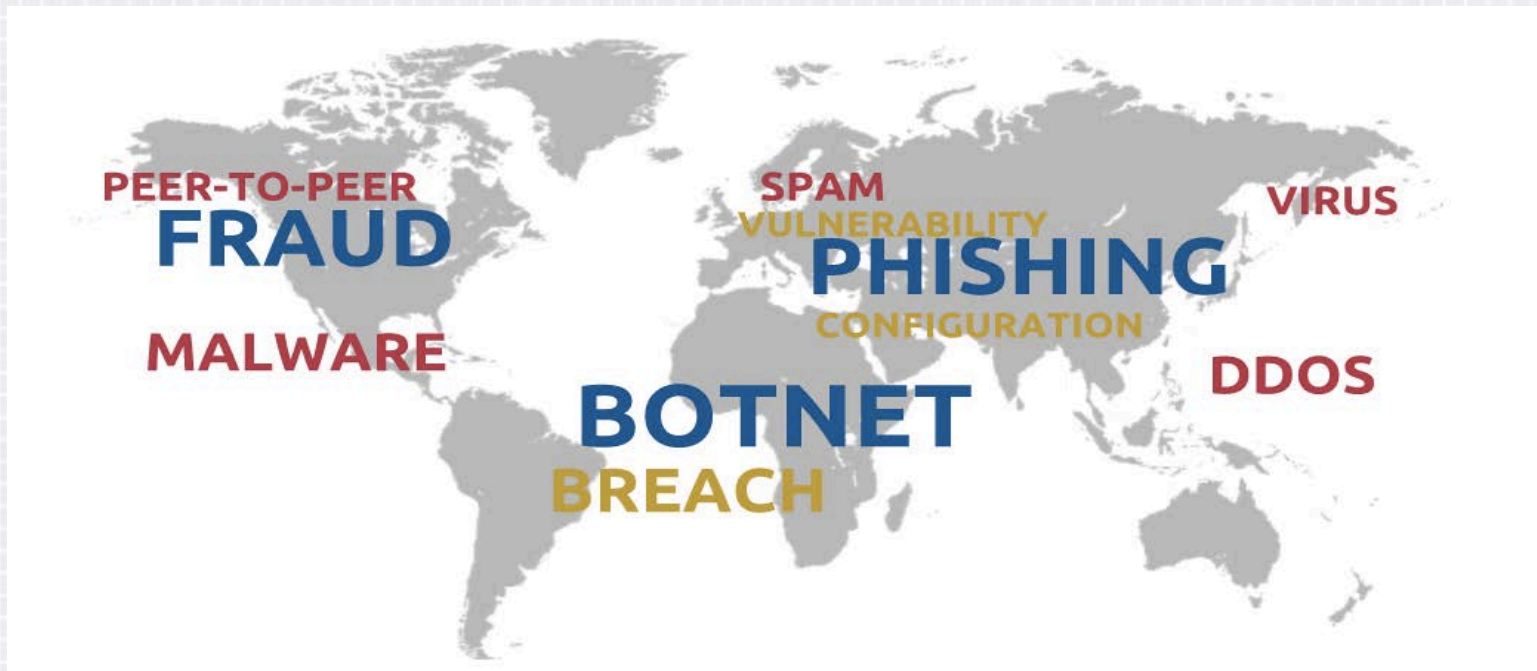 PEER-TO-PEER
FRAUD
MALWARE
SPAM
VULNERABILITY
PHISHING
CONFIGURATION
BOTNET
BREACH
VIRUS
DDOS